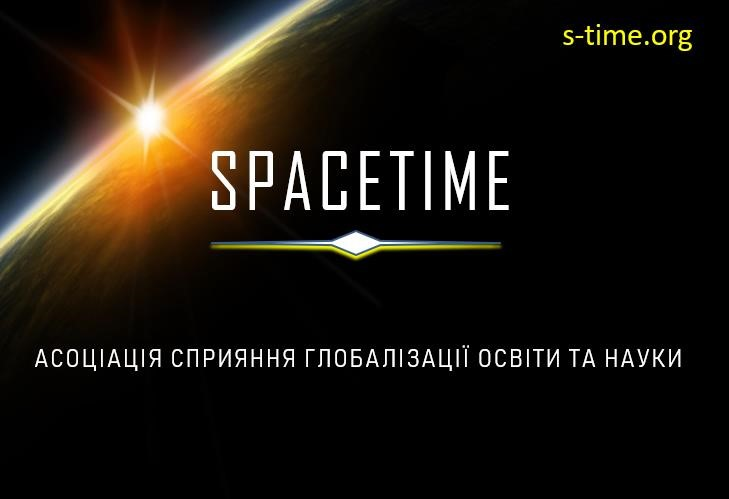 s-time.org
SPACETIME
АСОЦІАЦІЯ СПРИЯННЯ ГЛОБАЛІЗАЦІЇ ОСВІТИ ТА НАУКИ